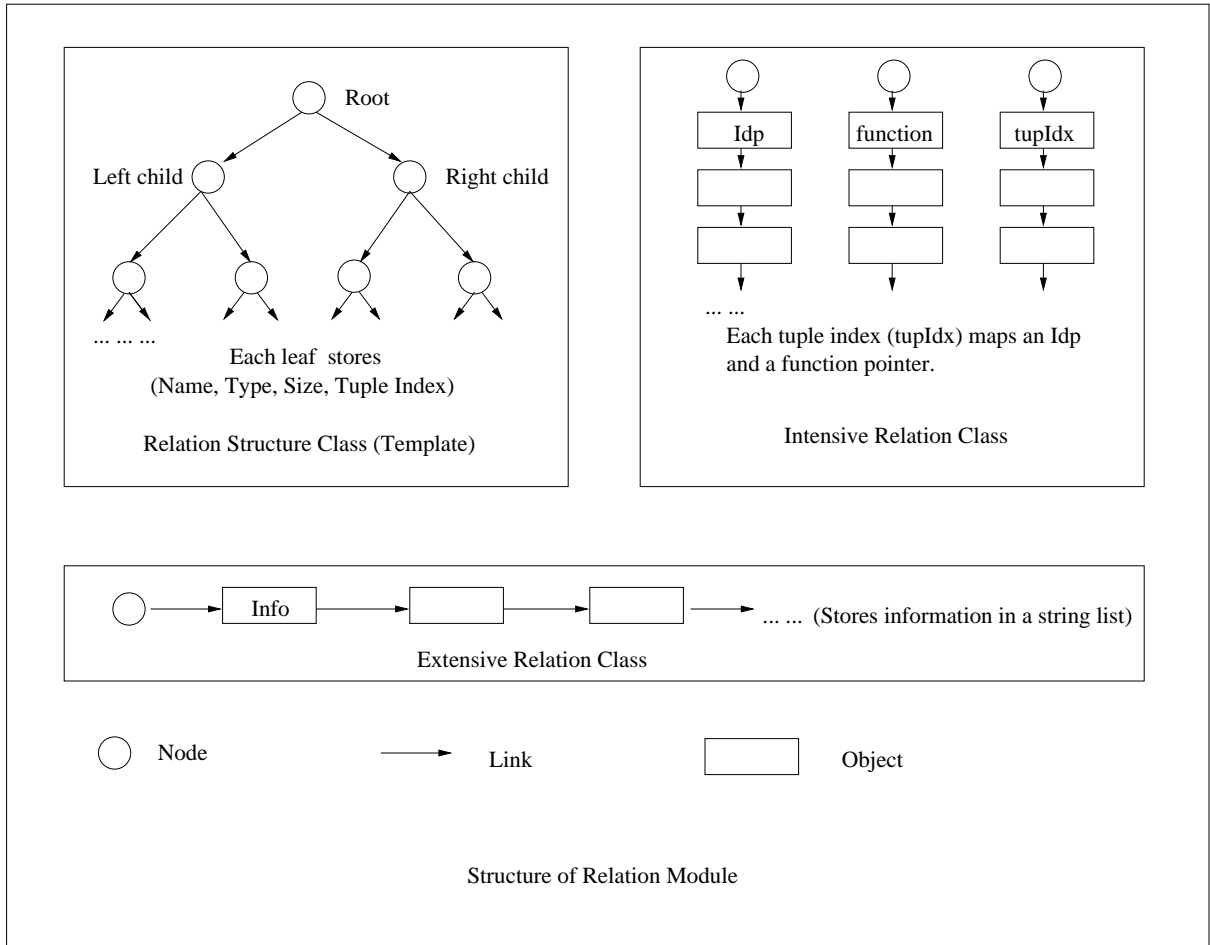 Root
Left child
Right child
... ... ...
Each leaf stores
(Name, Type, Size, Tuple Index)
Relation Structure Class (Template)
Idp
function
tupIdx
... ...
Each tuple index (tupIdx) maps an Idp
and a function pointer.
Intensive Relation Class
Info
... ... (Stores information in a string list)
Extensive Relation Class
Node
Link
Object
Structure of Relation Module